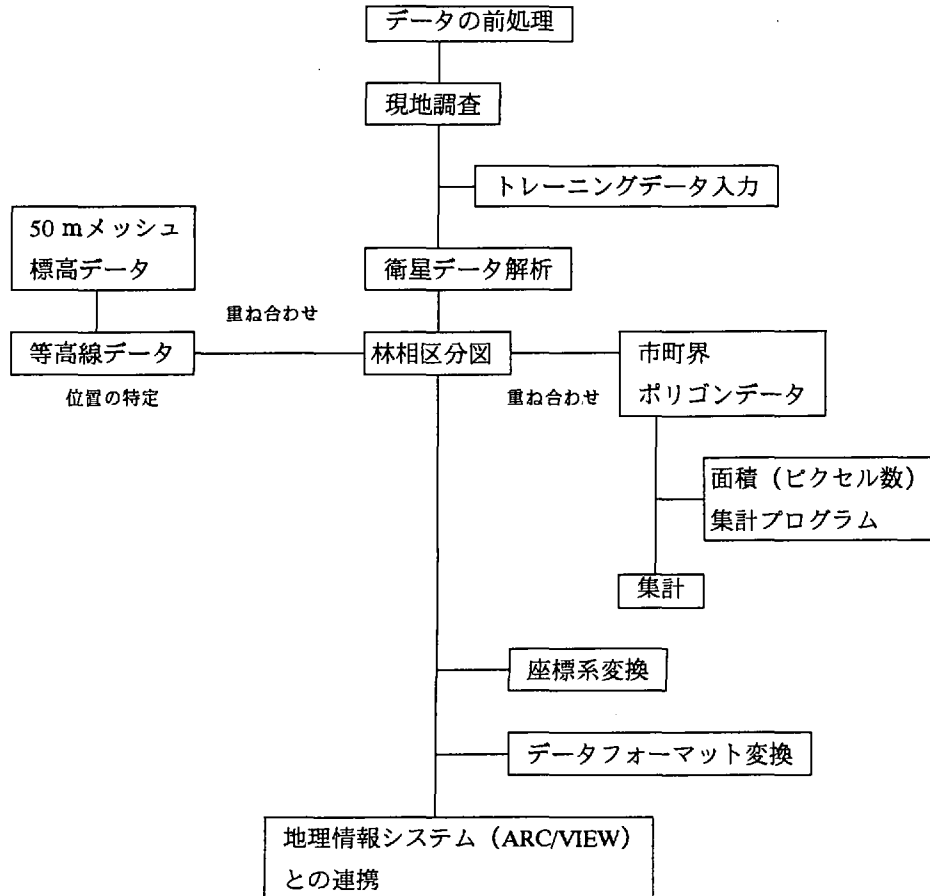 データの前処理
現地調査
トレーニングデータ入力
50 mメッシュ
標高データ
衛星データ解析
重ね合わせ
等高線データ
林相区分図
市町界
ポリゴンデータ
位置の特定
重ね合わせ
面積（ピクセル数）
集計プログラム
集計
座標系変換
データフォーマット変換
地理情報システム（ARC/VIEW）
との連携